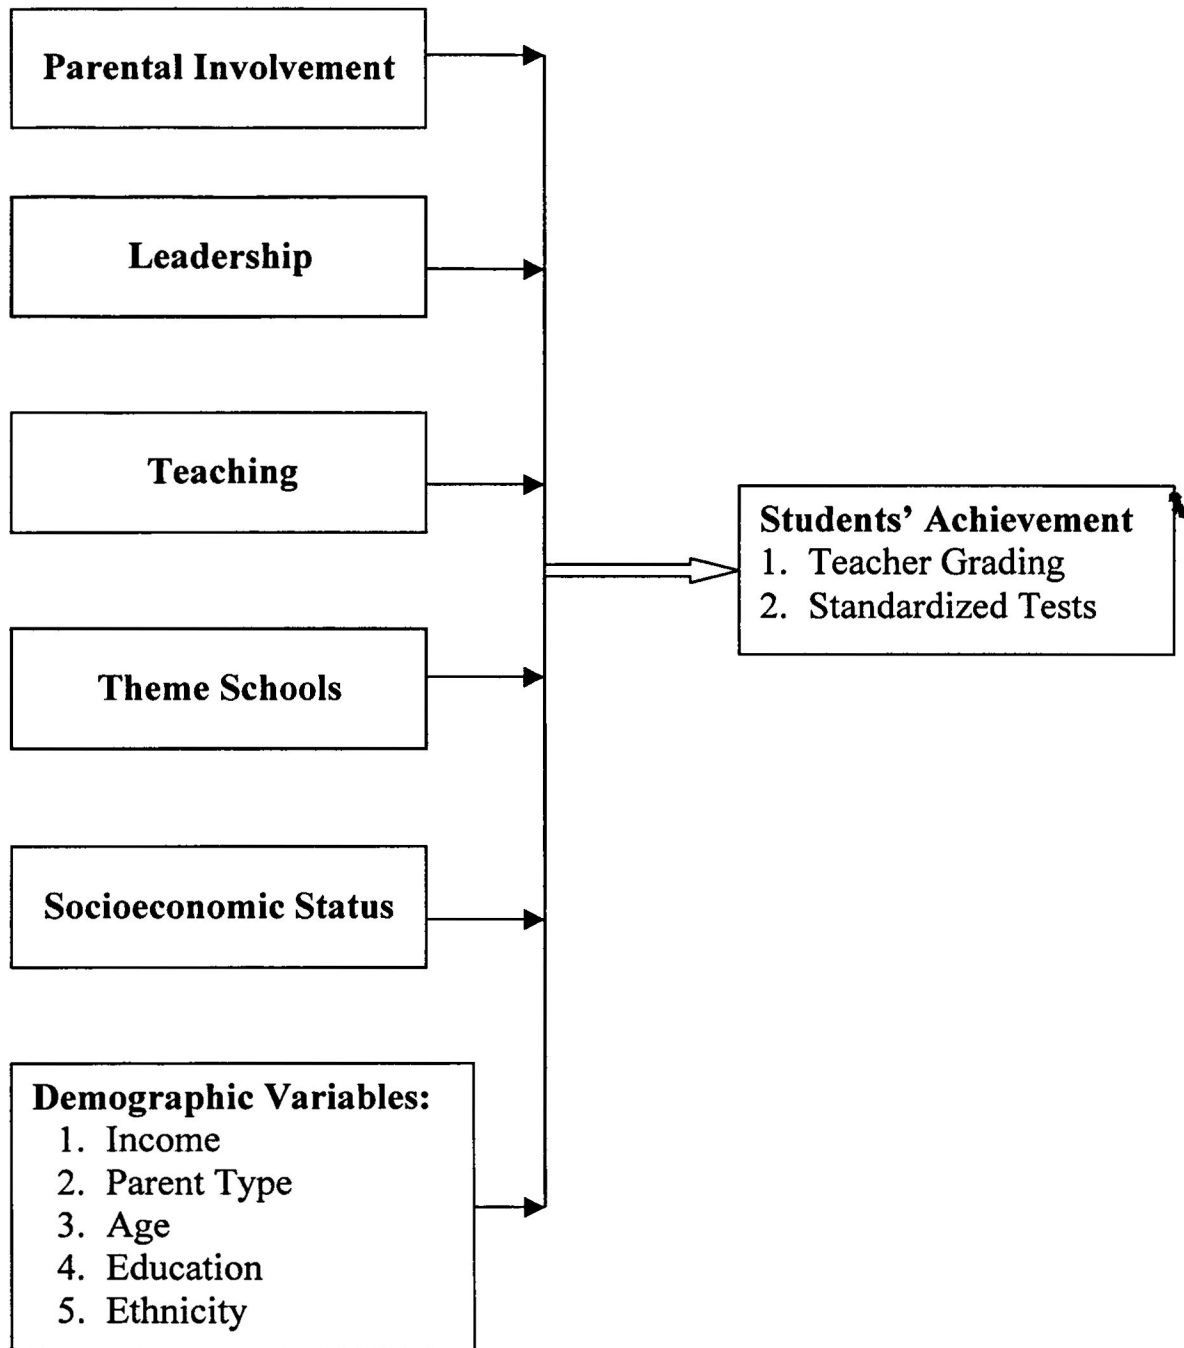 Parental Involvement
Leadership
Teaching
Students’ Achievement
1. Teacher Grading
2. Standardized Tests
Theme Schools
Socioeconomic Status
Demographic Variables:
1. Income
2. Parent Type
3. Age
4. Education
5. Ethnicity